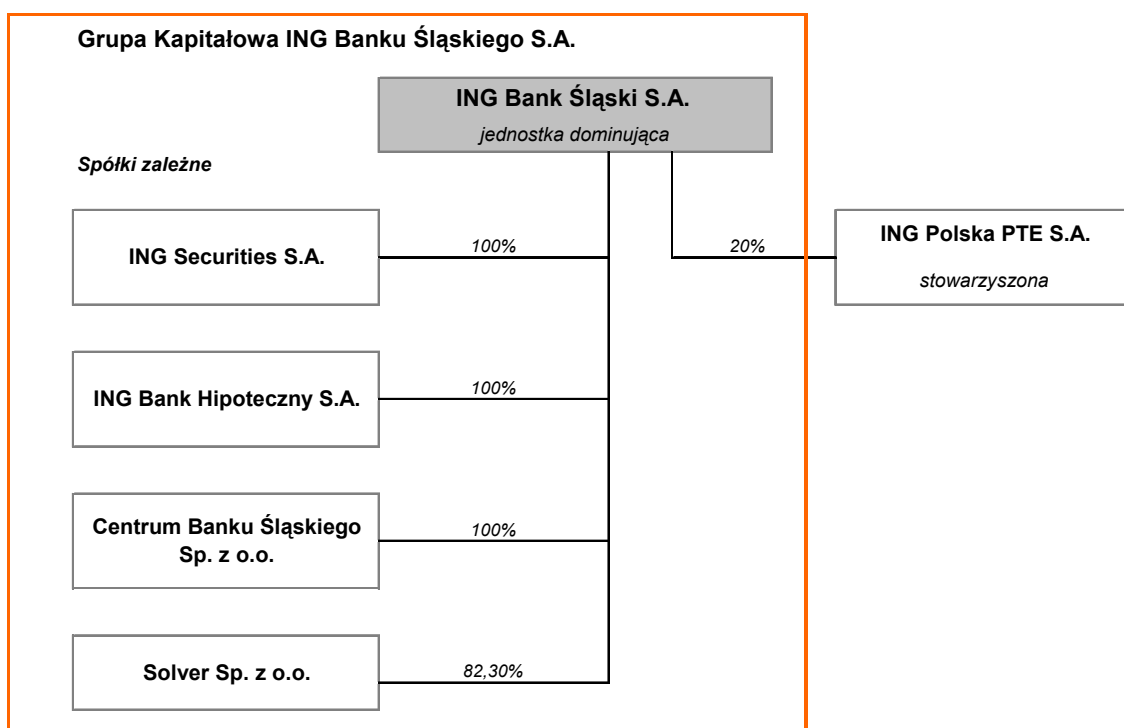 Grupa Kapitałowa ING Banku Śląskiego S.A.
ING Bank Śląski S.A.
jednostka dominująca
Spółki zależne
ING Securities S.A.
100%
20%
ING Polska PTE S.A.
stowarzyszona
ING Bank Hipoteczny S.A.
100%
Centrum Banku Śląskiego
Sp. z o.o.
100%
Solver Sp. z o.o.
82,30%